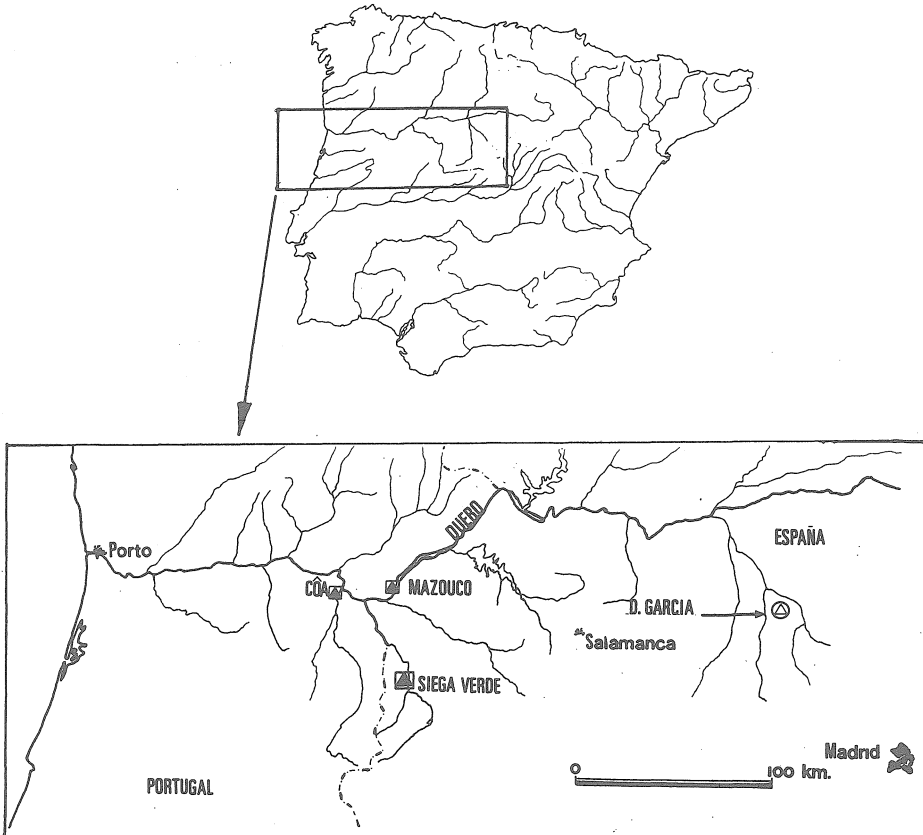 DUERO
ESPAÑA
Porto
CÔA
MAZOUCO
D. GARCIA
Salamanca
SIEGA VERDE
Madrid
0 100 km.
PORTUGAL